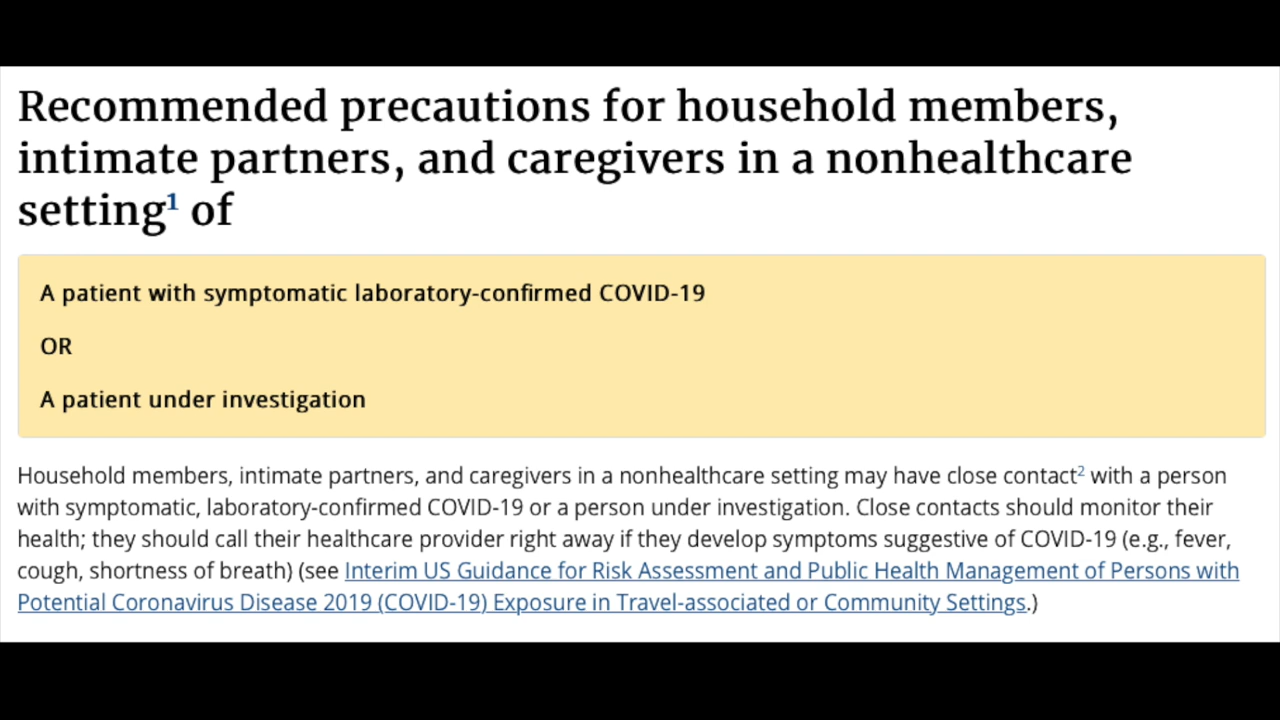 Recommended precautions for household members,
intimate partners, and caregivers in a nonhealthcare
setting¹ of
A patient with symptomatic laboratory-confirmed COVID-19
OR
A patient under investigation
Household members, intimate partners, and caregivers in a nonhealthcare setting may have close contact² with a person
with symptomatic, laboratory-confirmed COVID-19 or a person under investigation. Close contacts should monitor their
health; they should call their healthcare provider right away if they develop symptoms suggestive of COVID-19 (e.g., fever,
cough, shortness of breath) (see Interim US Guidance for Risk Assessment and Public Health Management of Persons with
Potential Coronavirus Disease 2019 (COVID-19) Exposure in Travel-associated or Community Settings.)